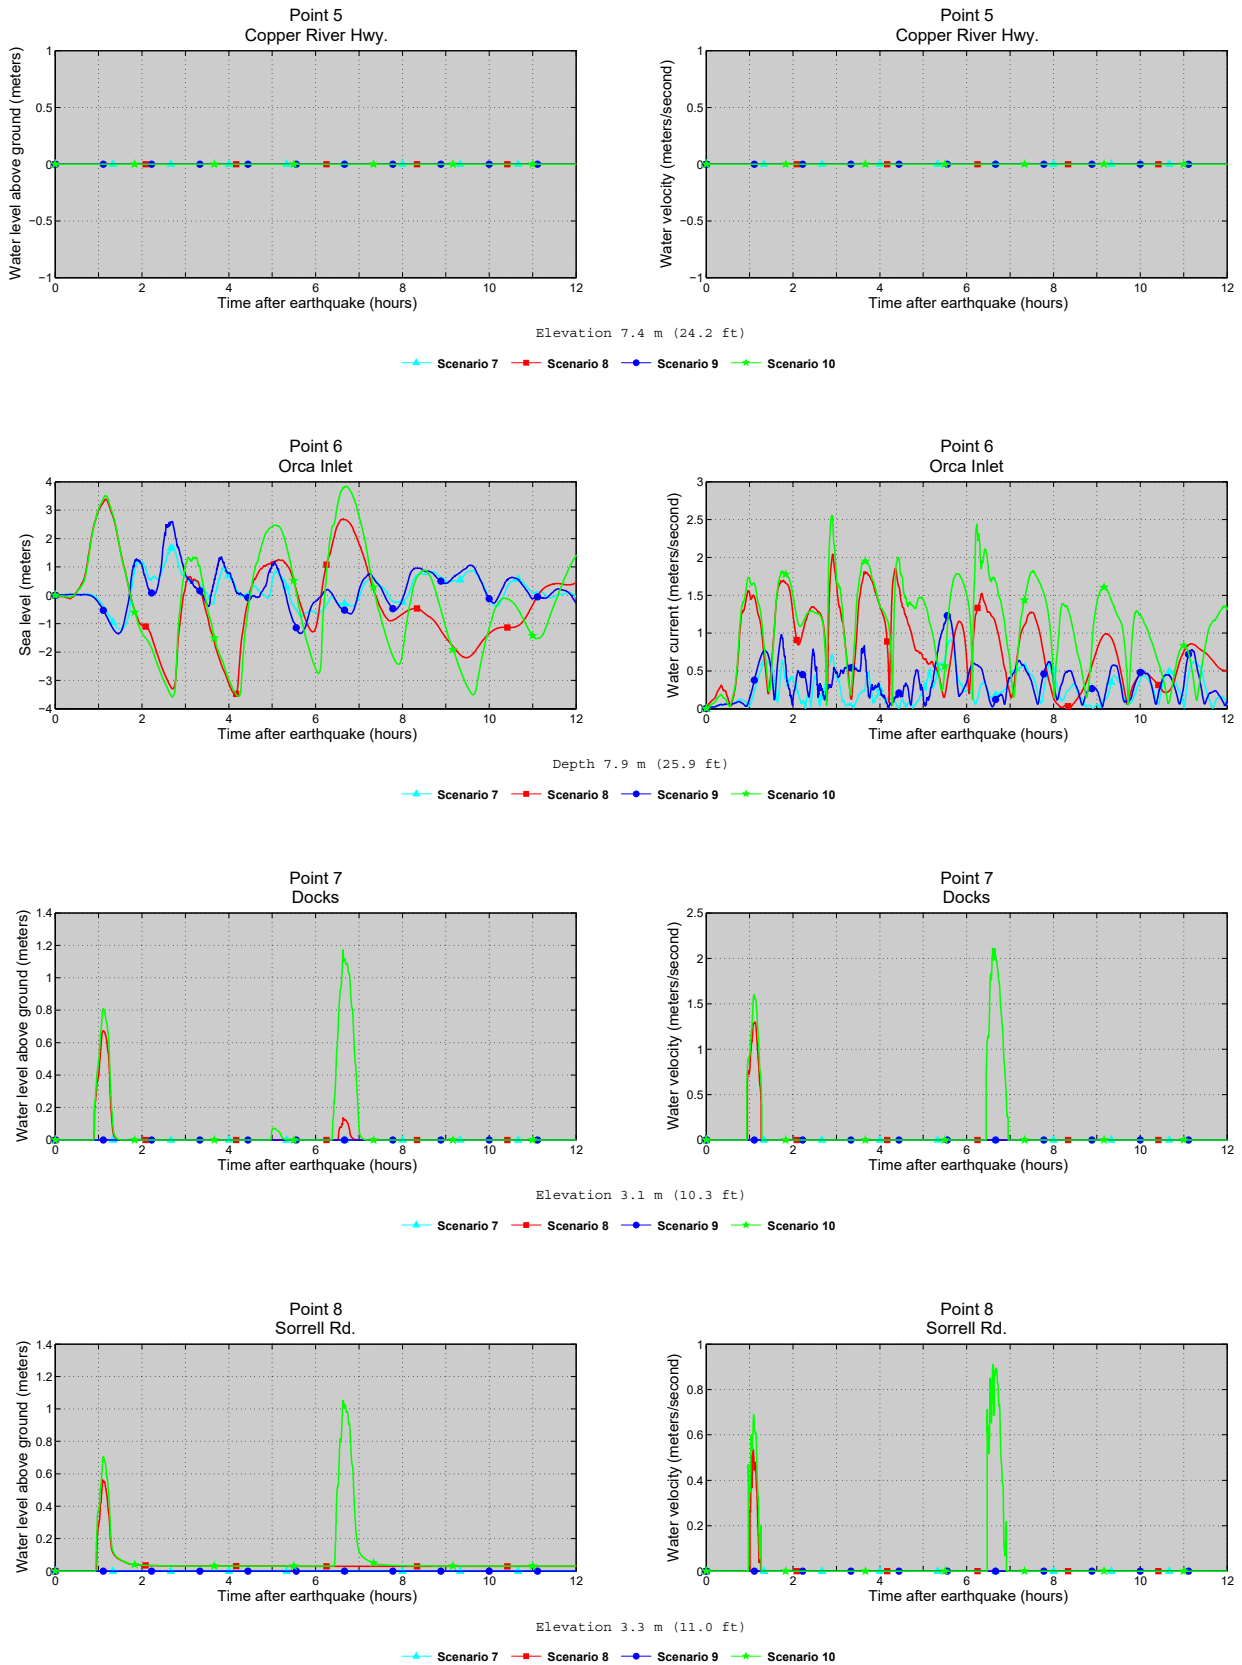 Point 5
Copper River Hwy.
Water level above ground (meters)
1
0.5
0
−0.5
−1
0 2 4 6 8 10 12
Time after earthquake (hours)
Point 5
Copper River Hwy.
Water velocity (meters/second)
1
0.5
0
−0.5
−1
0 2 4 6 8 10 12
Time after earthquake (hours)
Elevation 7.4 m (24.2 ft)
Scenario 7 Scenario 8 Scenario 9 Scenario 10
Point 6
Orca Inlet
Sea level (meters)
4
3
2
1
0
−1
−2
−3
−4
0 2 4 6 8 10 12
Time after earthquake (hours)
Point 6
Orca Inlet
Water current (meters/second)
3
2.5
2
1.5
1
0.5
0
0 2 4 6 8 10 12
Time after earthquake (hours)
Depth 7.9 m (25.9 ft)
Scenario 7 Scenario 8 Scenario 9 Scenario 10
Point 7
Docks
Water level above ground (meters)
1.4
1.2
1
0.8
0.6
0.4
0.2
0
0 2 4 6 8 10 12
Time after earthquake (hours)
Point 7
Docks
Water velocity (meters/second)
2.5
2
1.5
1
0.5
0
0 2 4 6 8 10 12
Time after earthquake (hours)
Elevation 3.1 m (10.3 ft)
Scenario 7 Scenario 8 Scenario 9 Scenario 10
Point 8
Sorrell Rd.
Water level above ground (meters)
1.4
1.2
1
0.8
0.6
0.4
0.2
0
0 2 4 6 8 10 12
Time after earthquake (hours)
Point 8
Sorrell Rd.
Water velocity (meters/second)
1
0.8
0.6
0.4
0.2
0
0 2 4 6 8 10 12
Time after earthquake (hours)
Elevation 3.3 m (11.0 ft)
Scenario 7 Scenario 8 Scenario 9 Scenario 10